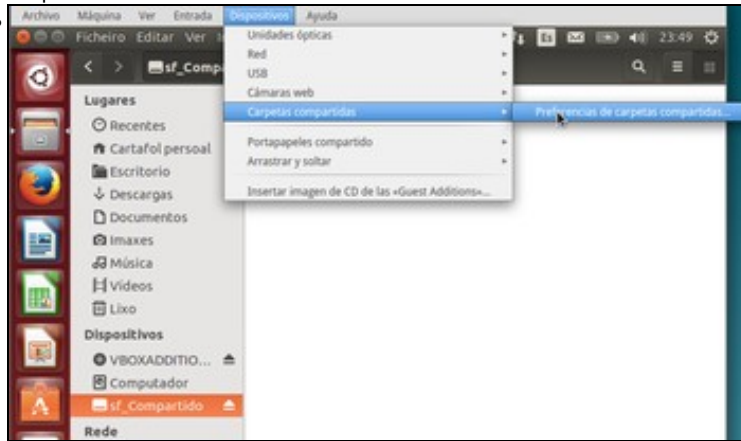 Archivo Máquina Ver Entrada Dispositivos Ayuda
Ficheiro Editar Ver
Es 23:49
sf_Comp
Unidades ópticas
Red
USB
Cámaras web
Carpetas compartidas
Preferencias de carpetas compartidas...
Portapapeles compartido
Arrastrar y soltar
Insertar imagen de CD de las «Guest Additions»...
Lugares
Recentes
Cartafol persoal
Escritorio
Descargas
Documentos
Imaxes
Música
Vídeos
Lixo
Dispositivos
VBOXADDITIO...
Computador
sf_Compartido
Rede